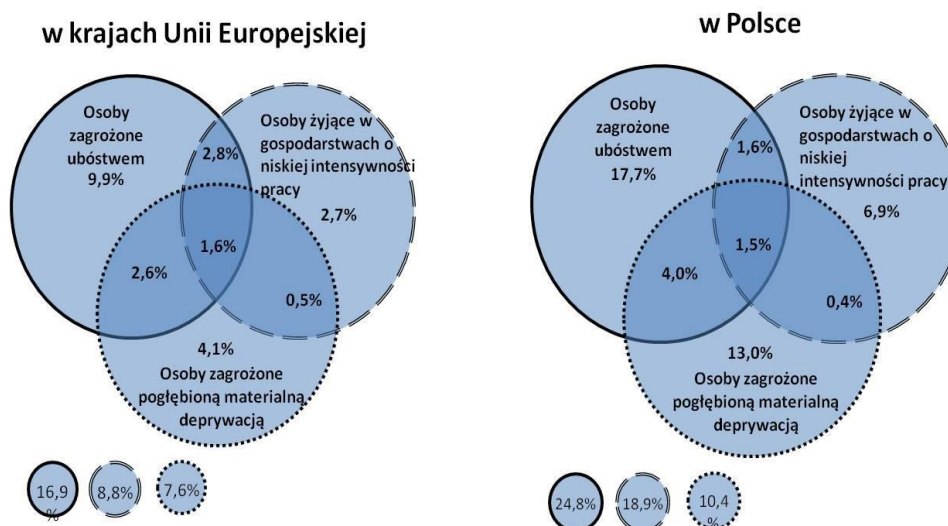 w krajach Unii Europejskiej
Osoby
zagrożone
ubóstwem
9,9%
2,8%
Osoby żyjące w
gospodarstwach o
niskiej intensywności
pracy
2,7%
1,6%
2,6%
0,5%
4,1%
Osoby zagrożone
pogłębioną materialną
deprywacją
16,9
%
8,8%
7,6%
w Polsce
Osoby
zagrożone
ubóstwem
17,7%
1,6%
Osoby żyjące w
gospodarstwach o
niskiej
intensywności pracy
6,9%
1,5%
4,0%
0,4%
13,0%
Osoby zagrożone
pogłębioną materialną
deprywacją
24,8%
18,9%
10,4
%